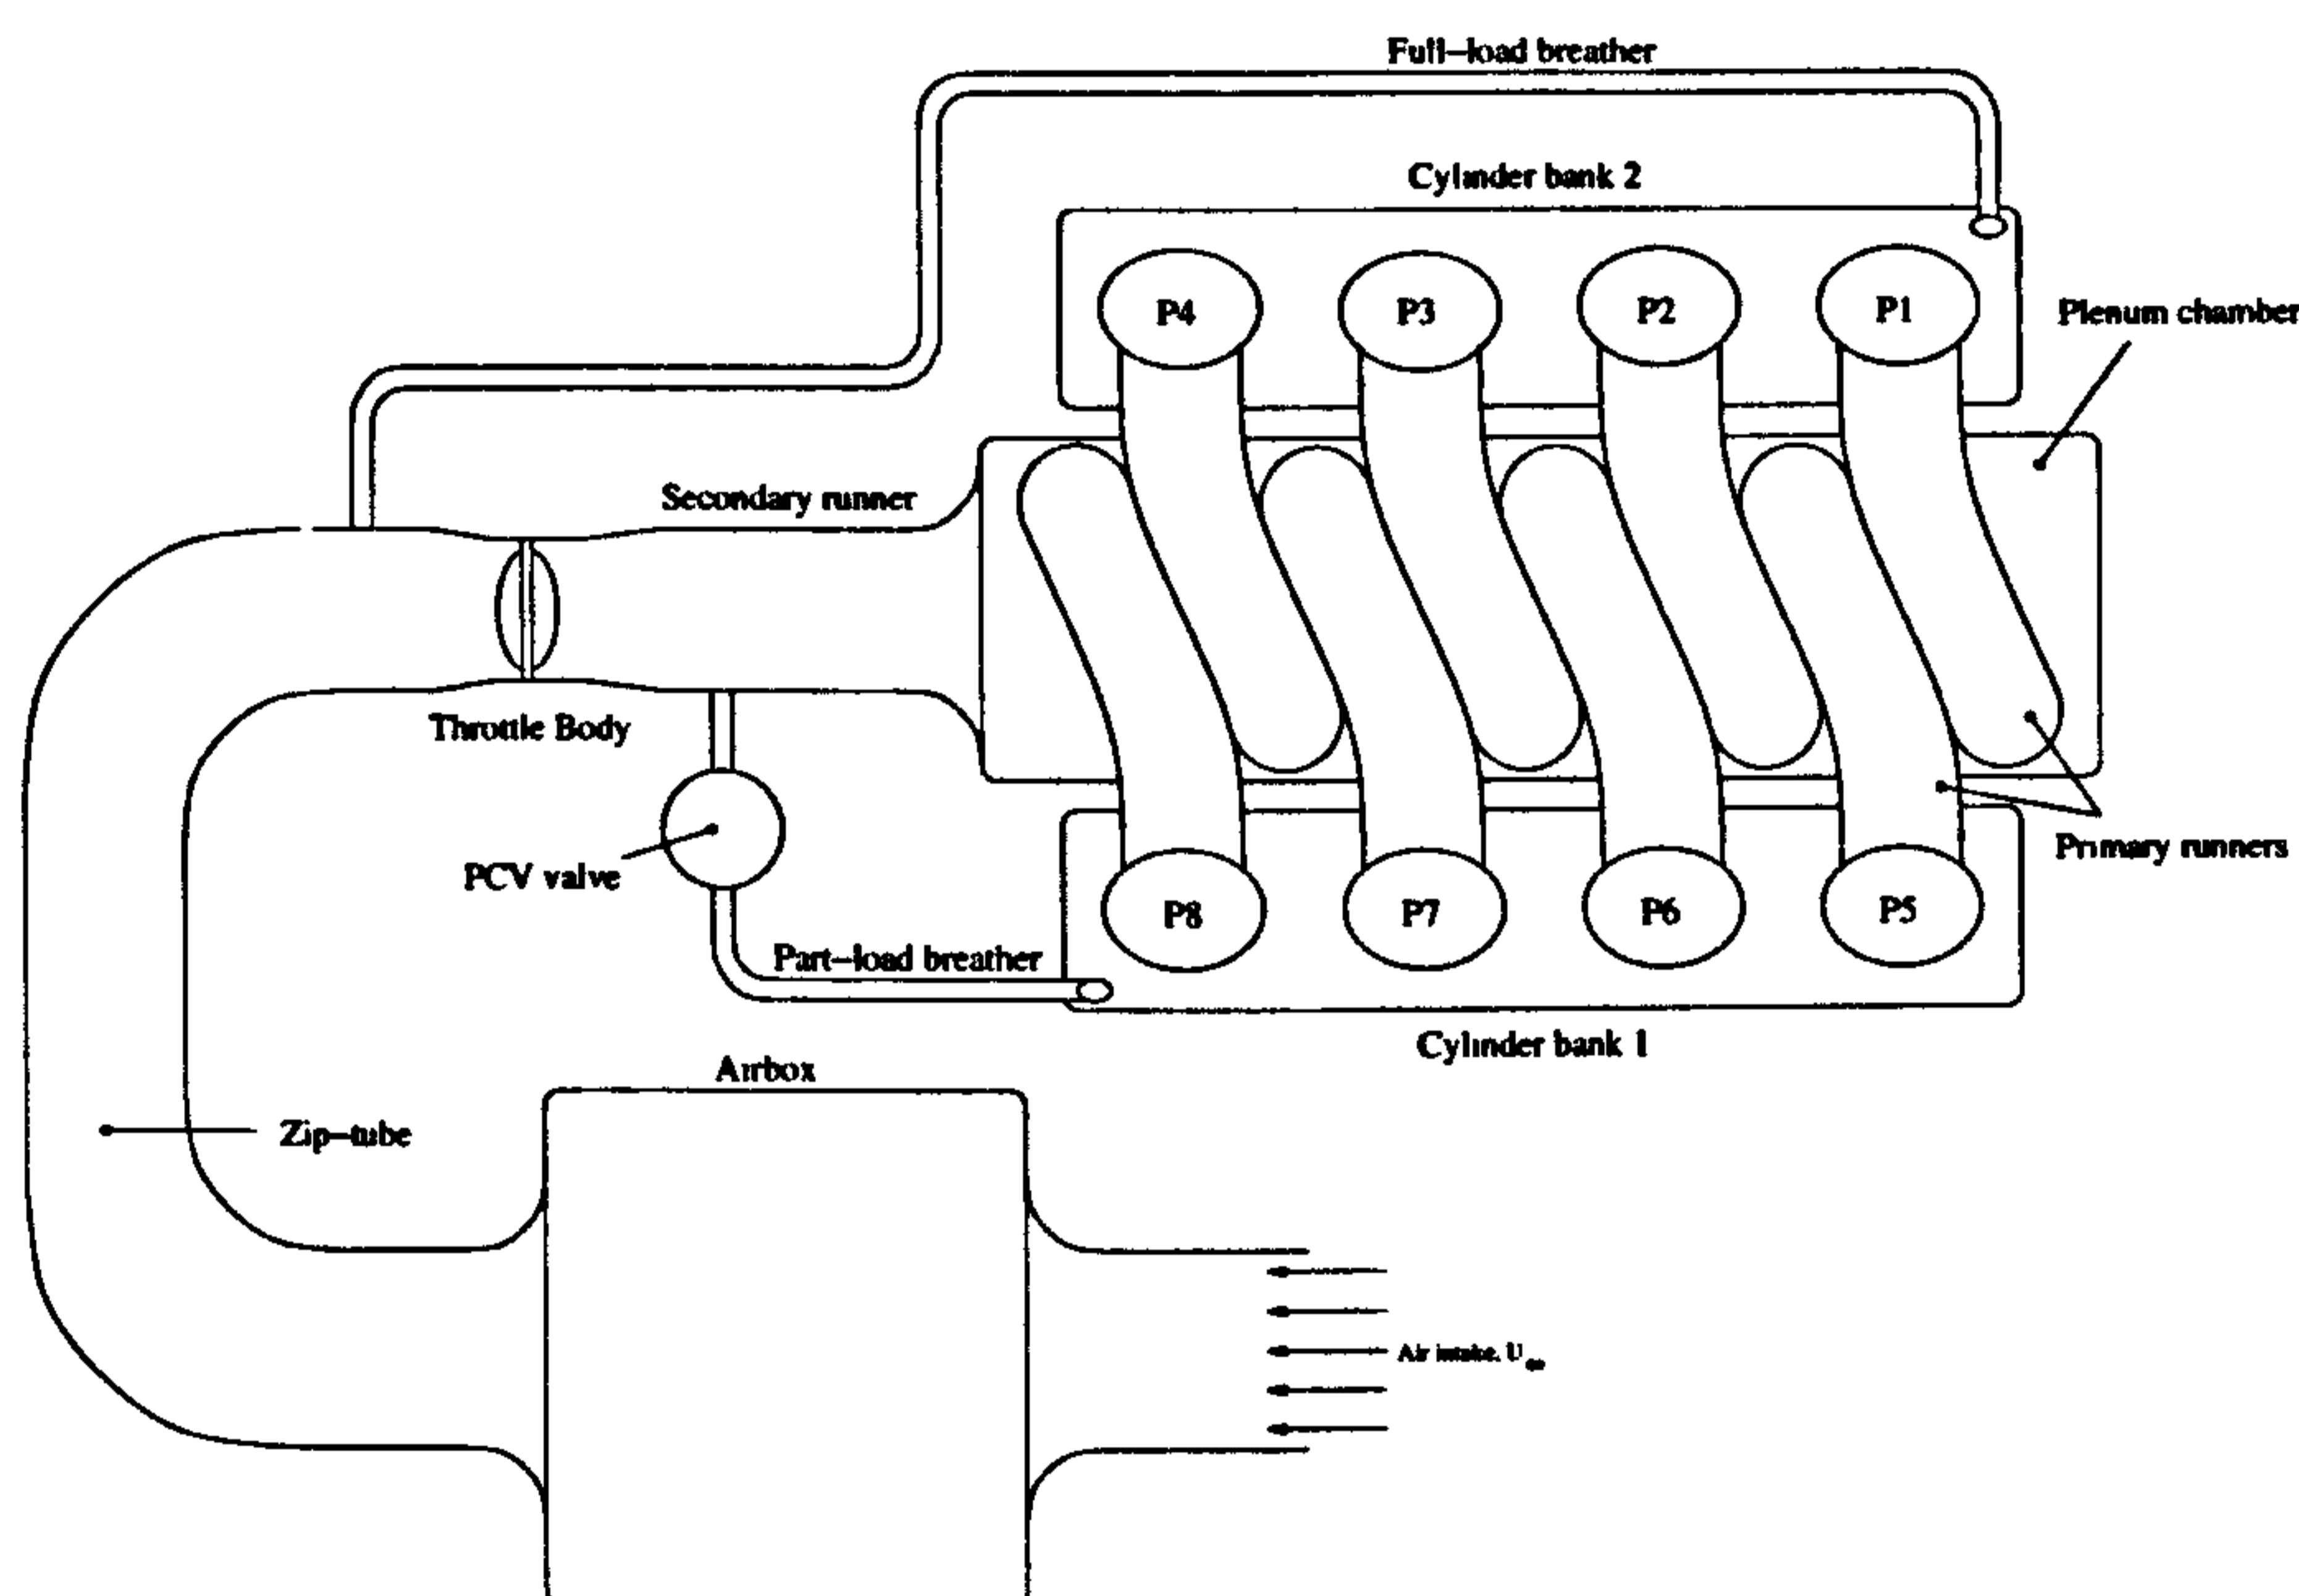 Full-load breather
Cylinder bank 2
P4
P3
P2
P1
Plenum chamber
Secondary runner
Throttle Body
PCV valve
Primary runners
P8
P7
P6
P5
Part-load breather
Cylinder bank 1
Airbox
Zip-tube
Air intake, U∞